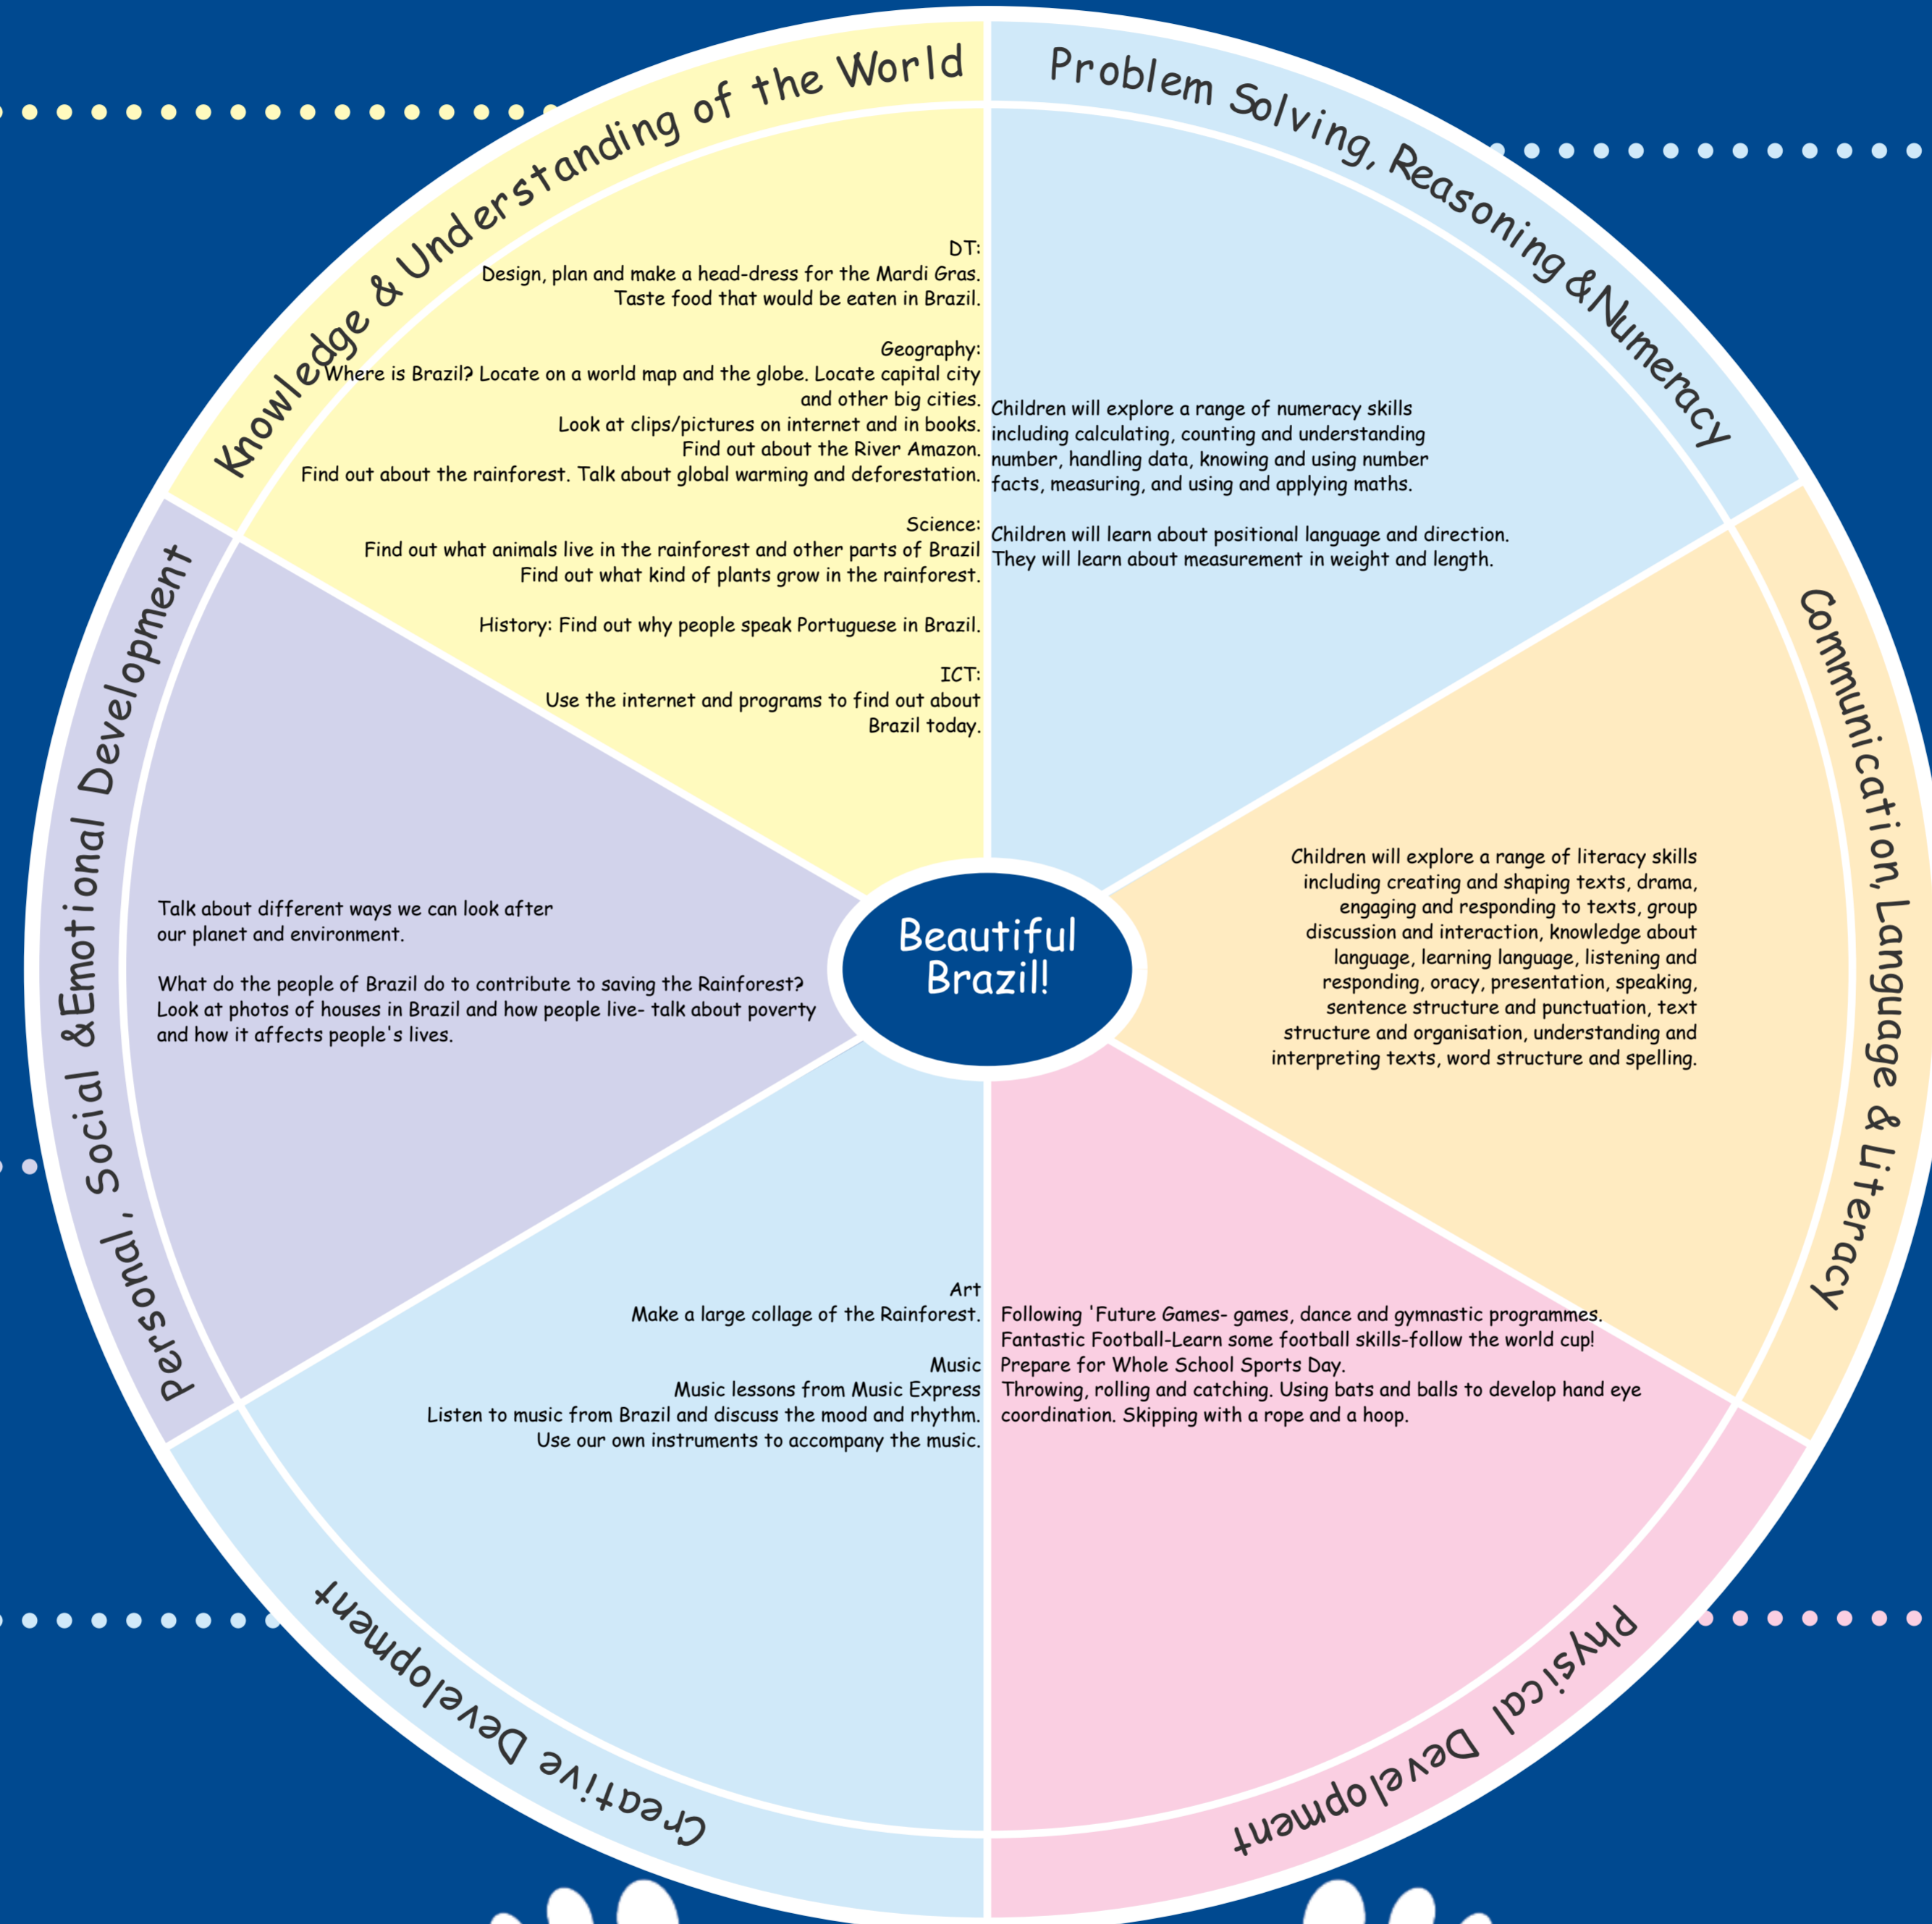 Knowledge & Understanding of the World
DT:
Design, plan and make a head-dress for the Mardi Gras.
Taste food that would be eaten in Brazil.
Geography:
Where is Brazil? Locate on a world map and the globe. Locate capital city
and other big cities.
Look at clips/pictures on internet and in books.
Find out about the River Amazon.
Find out about the rainforest. Talk about global warming and deforestation.
Science:
Find out what animals live in the rainforest and other parts of Brazil
Find out what kind of plants grow in the rainforest.
History: Find out why people speak Portuguese in Brazil.
ICT:
Use the internet and programs to find out about
Brazil today.
Problem Solving, Reasoning &Numeracy
Children will explore a range of numeracy skills
including calculating, counting and understanding
number, handling data, knowing and using number
facts, measuring, and using and applying maths.
Children will learn about positional language and direction.
They will learn about measurement in weight and length.
Communication, Language & Literacy
Children will explore a range of literacy skills
including creating and shaping texts, drama,
engaging and responding to texts, group
discussion and interaction, knowledge about
language, learning language, listening and
responding, oracy, presentation, speaking,
sentence structure and punctuation, text
structure and organisation, understanding and
interpreting texts, word structure and spelling.
Beautiful
Brazil!
Personal, Social &Emotional Development
Talk about different ways we can look after
our planet and environment.
What do the people of Brazil do to contribute to saving the Rainforest?
Look at photos of houses in Brazil and how people live- talk about poverty
and how it affects people's lives.
Art
Make a large collage of the Rainforest.
Music
Music lessons from Music Express
Listen to music from Brazil and discuss the mood and rhythm.
Use our own instruments to accompany the music.
Creative Development
Following 'Future Games- games, dance and gymnastic programmes.
Fantastic Football-Learn some football skills-follow the world cup!
Prepare for Whole School Sports Day.
Throwing, rolling and catching. Using bats and balls to develop hand eye
coordination. Skipping with a rope and a hoop.
Physical Development